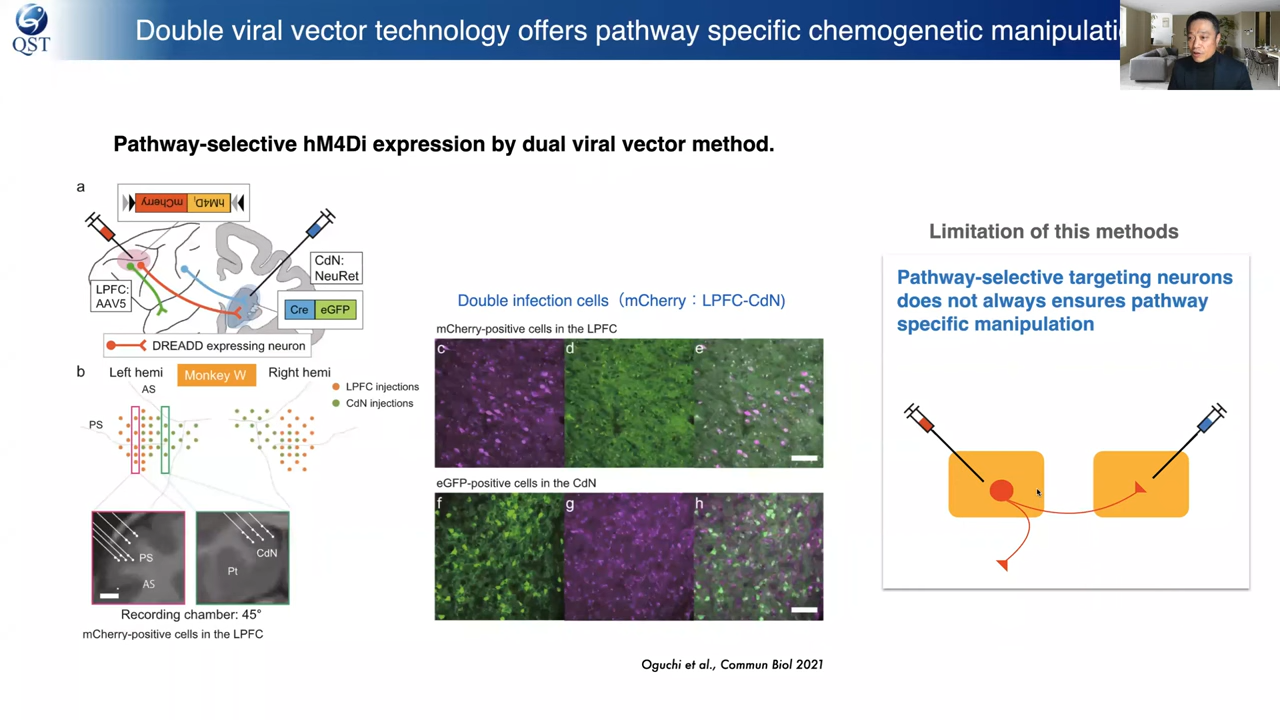 QST
Double viral vector technology offers pathway specific chemogenetic manipulati
Pathway-selective hM4Di expression by dual viral vector method.
a
mCherry hM4Di
LPFC:
AAV5
CdN:
NeuRet
Cre eGFP
DREADD expressing neuron
b
Left hemi
Monkey W
Right hemi
AS
PS
LPFC injections
CdN injections
PS
AS
CdN
Pt
Recording chamber: 45°
mCherry-positive cells in the LPFC
Double infection cells（mCherry：LPFC-CdN)
mCherry-positive cells in the LPFC
c d e
eGFP-positive cells in the CdN
f g h
Oguchi et al., Commun Biol 2021
Limitation of this methods
Pathway-selective targeting neurons
does not always ensures pathway
specific manipulation